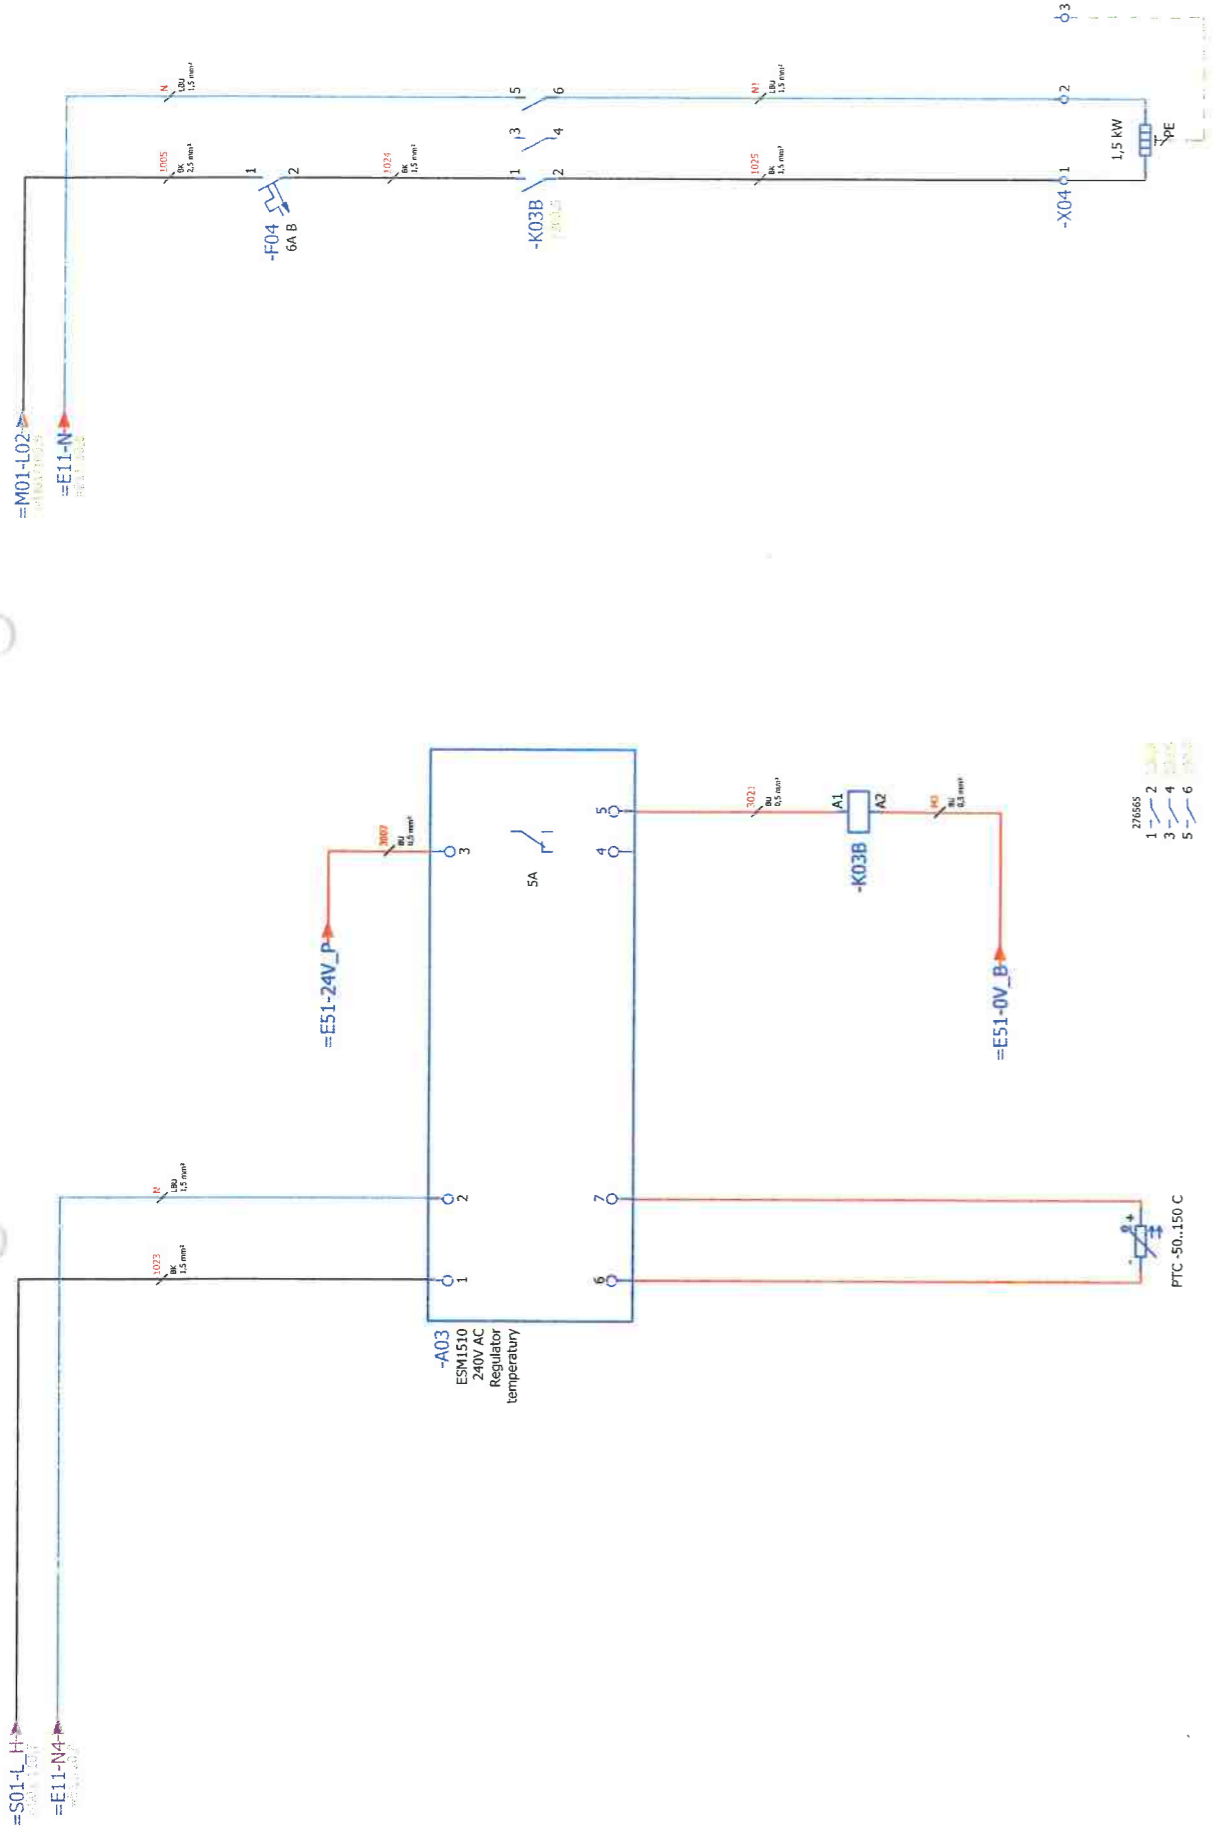 =S01-L_H
=E11-N4
1023
BK
1,5 mm²
N
LBU
1,5 mm²
-A03
ESM1510
240V AC
Regulator
temperatury
1
2
3
6
7
4
5
5A
PTC -50..150 C
- +
=E51-24V_P
3007
BU
0,5 mm²
3021
BU
0,5 mm²
-K03B
A1
A2
BU
0,5 mm²
=E51-0V_B
276565
1 2
3 4
5 6
=M01-L02
=E11-N
1005
BK
2,5 mm²
N
LBU
1,5 mm²
-F04
6A B
1
2
1024
BK
1,5 mm²
-K03B
1
2
3
4
5
6
1025
BK
1,5 mm²
N1
LBU
1,5 mm²
-X04
1
2
3
1,5 kW
PE